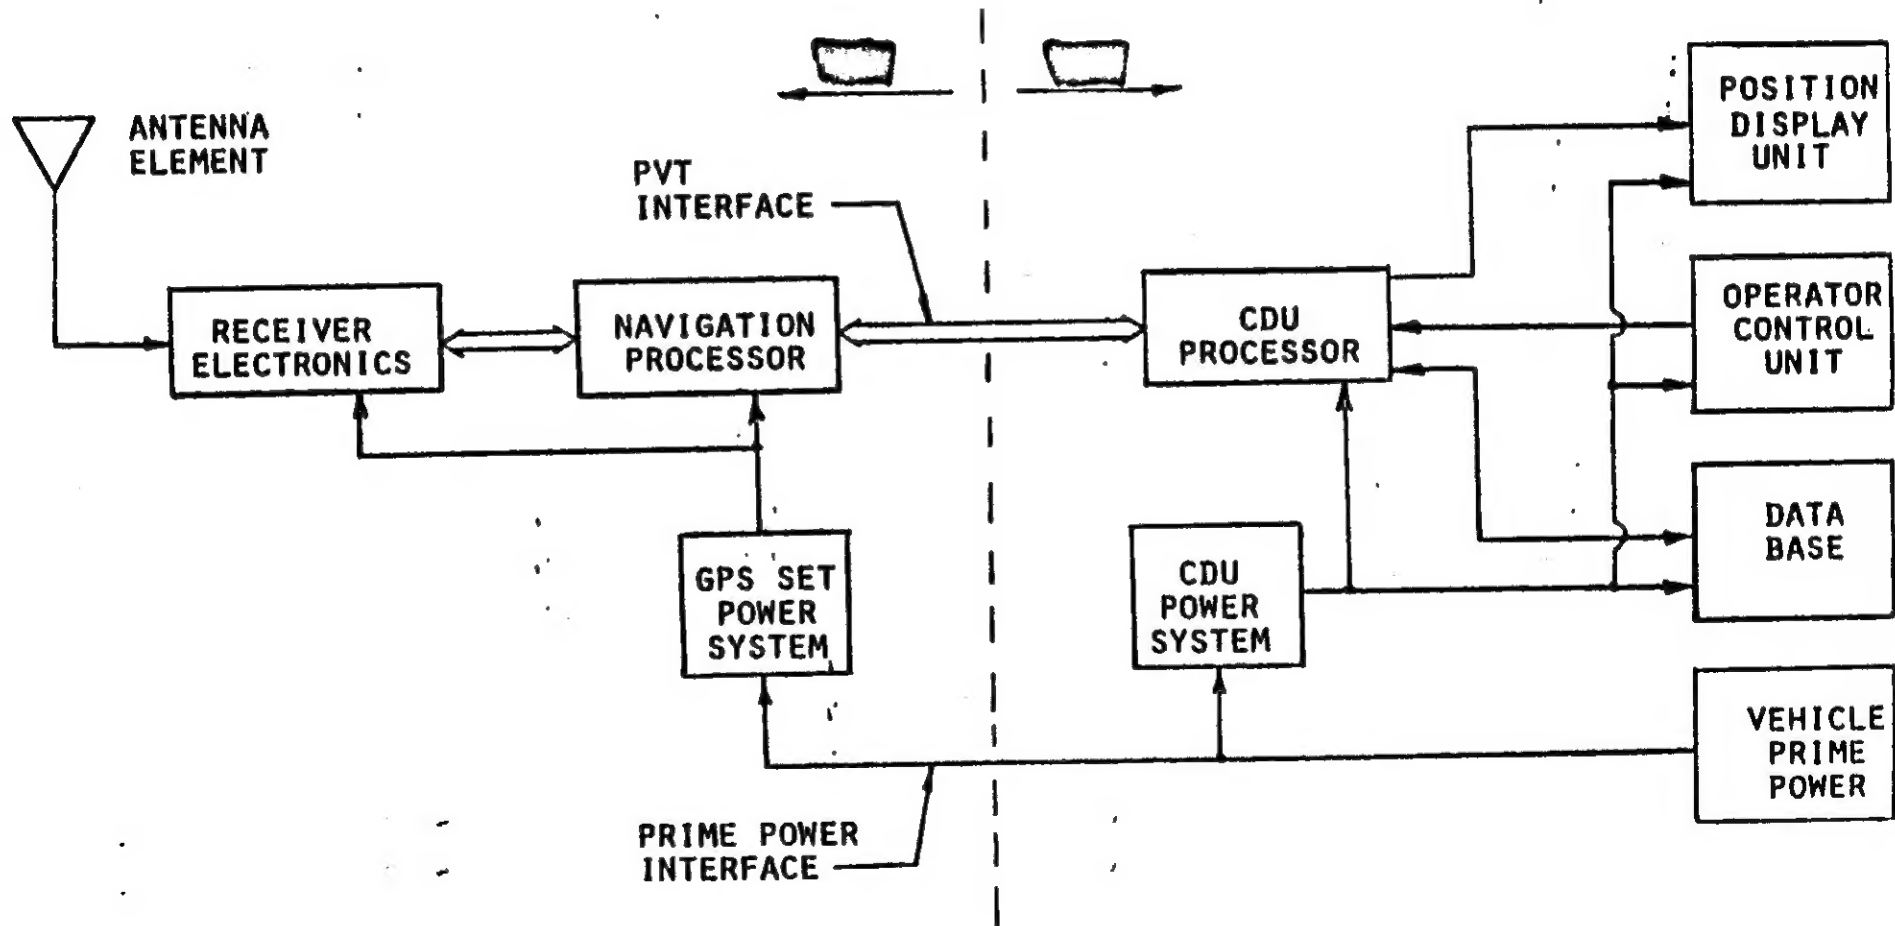 ANTENNA
ELEMENT
PVT
INTERFACE
RECEIVER
ELECTRONICS
NAVIGATION
PROCESSOR
GPS SET
POWER
SYSTEM
PRIME POWER
INTERFACE
CDU
PROCESSOR
CDU
POWER
SYSTEM
POSITION
DISPLAY
UNIT
OPERATOR
CONTROL
UNIT
DATA
BASE
VEHICLE
PRIME
POWER